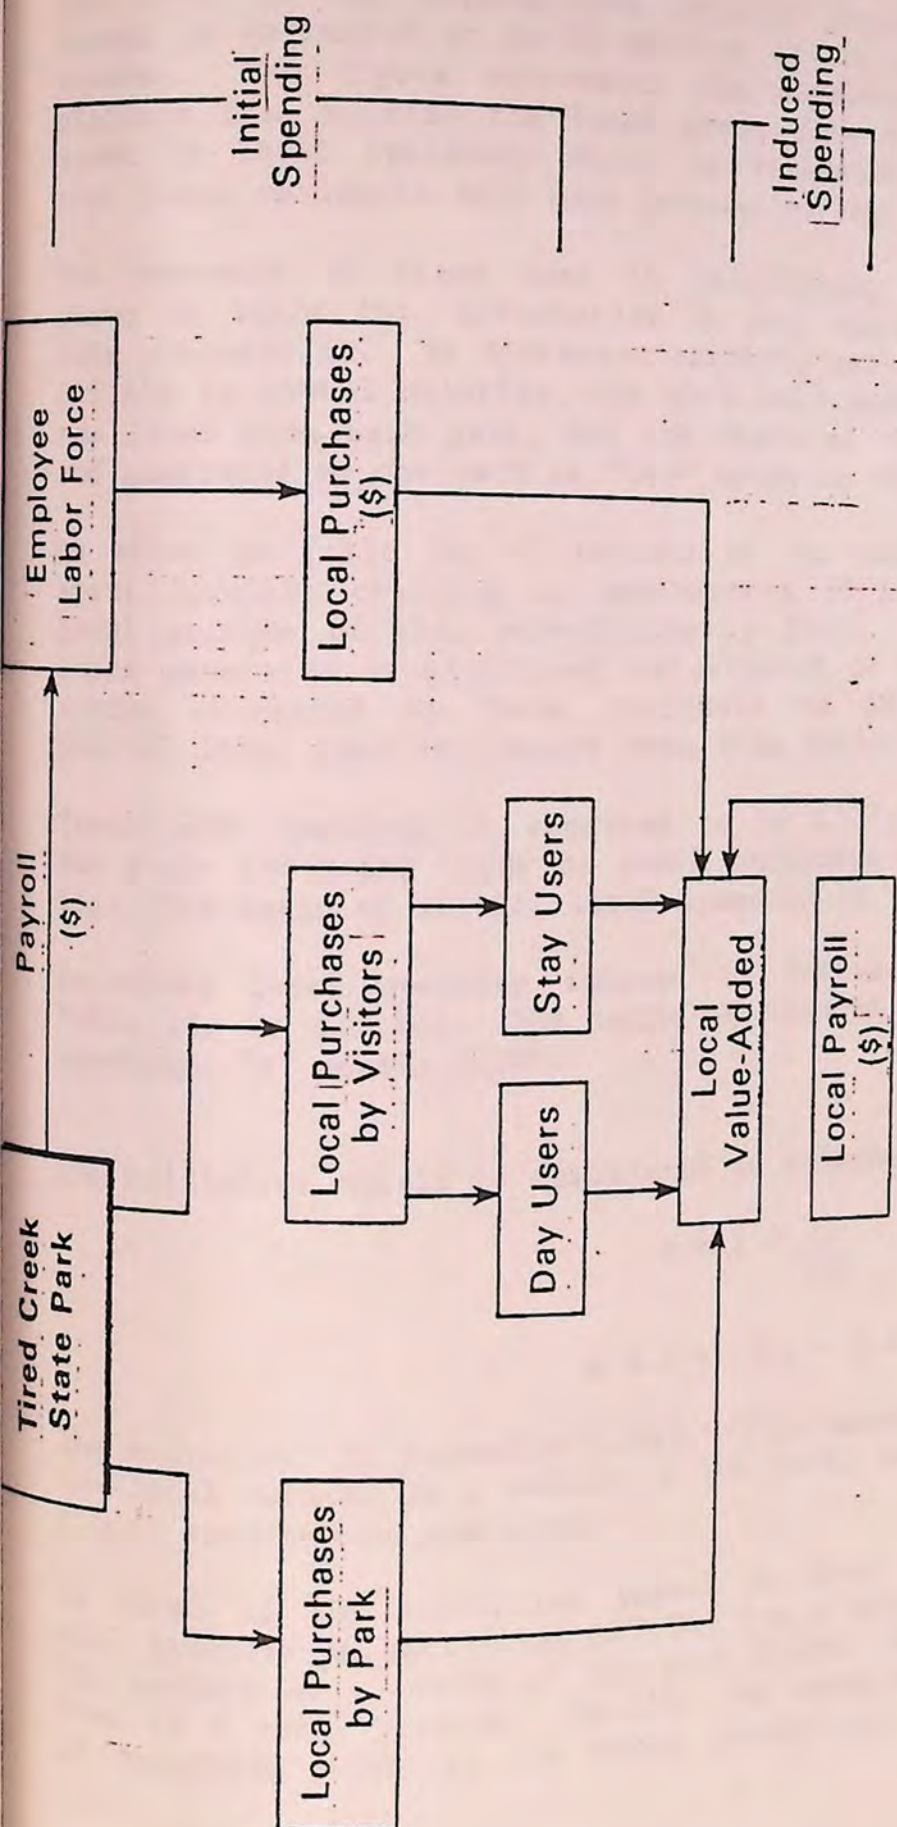 Tired Creek
State Park
Payroll
($)
Employee
Labor Force
Initial
Spending
Local Purchases
by Park
Local Purchases
by Visitors
Local Purchases
($)
Day Users
Stay Users
Local
Value-Added
Local Payroll
($)
Induced
Spending